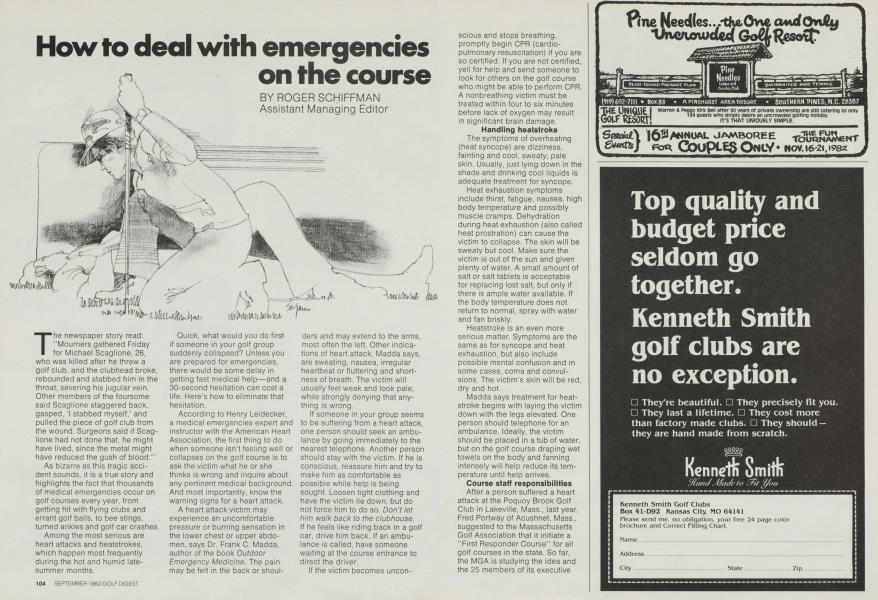 How to deal with emergencies
on the course
BY ROGER SCHIFFMAN
Assistant Managing Editor
The newspaper story read:
"Mourners gathered Friday
for Michael Scaglione, 26,
who was killed after he threw a
golf club, and the clubhead broke,
rebounded and stabbed him in the
throat, severing his jugular vein.
Other members of the foursome
said Scaglione staggered back,
gasped, 'I stabbed myself,' and
pulled the piece of golf club from
the wound. Surgeons said if Scag-
lione had not done that, he might
have lived, since the metal might
have reduced the gush of blood."
As bizarre as this tragic acci-
dent sounds, it is a true story and
highlights the fact that thousands
of medical emergencies occur on
golf courses every year, from
getting hit with flying clubs and
errant golf balls, to bee stings,
turned ankles and golf car crashes.
Among the most serious are
heart attacks and heatstrokes,
which happen most frequently
during the hot and humid late-
summer months.
Quick, what would you do first
if someone in your golf group
suddenly collapsed? Unless you
are prepared for emergencies,
there would be some delay in
getting fast medical help—and a
30-second hesitation can cost a
life. Here's how to eliminate that
hesitation.
According to Henry Leidecker,
a medical emergency expert and
instructor with the American Heart
Association, the first thing to do
when someone isn't feeling well or
collapses on the golf course is to
ask the victim what he or she
thinks is wrong and inquire about
any pertinent medical background.
And most importantly, know the
warning signs for a heart attack.
A heart attack victim may
experience an uncomfortable
pressure or burning sensation in
the lower chest or upper abdo-
men, says Dr. Frank C. Madda,
author of the book Outdoor
Emergency Medicine. The pain
may be felt in the back or shoul-
ders and may extend to the arms,
most often the left. Other indica-
tions of heart attack, Madda says,
are sweating, nausea, irregular
heartbeat or fluttering and short-
ness of breath. The victim will
usually feel weak and look pale,
while strongly denying that any-
thing is wrong.
If someone in your group seems
to be suffering from a heart attack,
one person should seek an ambu-
lance by going immediately to the
nearest telephone. Another person
should stay with the victim. If he is
conscious, reassure him and try to
make him as comfortable as
possible while help is being
sought. Loosen tight clothing and
have the victim lie down, but do
not force him to do so. Don't let
him walk back to the clubhouse.
If he feels like riding back in a golf
car, drive him back. If an ambu-
lance is called, have someone
waiting at the course entrance to
direct the driver.
If the victim becomes uncon-
scious and stops breathing,
promptly begin CPR (cardio-
pulmonary resuscitation) if you are
so certified. If you are not certified,
yell for help and send someone to
look for others on the golf course
who might be able to perform CPR.
A nonbreathing victim must be
treated within four to six minutes
before lack of oxygen may result
in significant brain damage.
Handling heatstroke
The symptoms of overheating
(heat syncope) are dizziness,
fainting and cool, sweaty, pale
skin. Usually, just lying down in the
shade and drinking cool liquids is
adequate treatment for syncope.
Heat exhaustion symptoms
include thirst, fatigue, nausea, high
body temperature and possibly
muscle cramps. Dehydration
during heat exhaustion (also called
heat prostration) can cause the
victim to collapse. The skin will be
sweaty but cool. Make sure the
victim is out of the sun and given
plenty of water. A small amount of
salt or salt tablets is acceptable
for replacing lost salt, but only if
there is ample water available. If
the body temperature does not
return to normal, spray with water
and fan briskly.
Heatstroke is an even more
serious matter. Symptoms are the
same as for syncope and heat
exhaustion, but also include
possible mental confusion and in
some cases, coma and convul-
sions. The victim's skin will be red,
dry and hot.
Madda says treatment for heat-
stroke begins with laying the victim
down with the legs elevated. One
person should telephone for an
ambulance. Ideally, the victim
should be placed in a tub of water,
but on the golf course draping wet
towels on the body and fanning
intensely will help reduce its tem-
perature until help arrives.
Course staff responsibilities
After a person suffered a heart
attack at the Poquoy Brook Golf
Club in Lakeville, Mass., last year,
Fred Portway of Acushnet, Mass.,
suggested to the Massachusetts
Golf Association that it initiate a
"First Responder Course" for all
golf courses in the state. So far,
the MGA is studying the idea and
the 25 members of its executive
104 SEPTEMBER 1982/GOLF DIGEST
Pine Needles...the One and Only
Uncrowded Golf Resort.
Pine
Needles
Lodges and
Country Club
YEAR ROUND PACKAGE PLAN
SWIMMING AND TENNIS
(919) 692-7111 • Box 88 • A PINEHURST AREA RESORT • SOUTHERN PINES, N.C. 28387
THE UNIQUE
GOLF RESORT!
Warren & Peggy Kirk Bell after 30 years of private ownership are still catering to only
134 guests who simply desire an uncrowded golfing holiday.
IT'S THAT UNIQUELY SIMPLE.
Special
Events
16th ANNUAL JAMBOREE
FOR COUPLES ONLY •
THE FUN
TOURNAMENT
NOV. 16-21, 1982
Top quality and
budget price
seldom go
together.
Kenneth Smith
golf clubs are
no exception.
□ They're beautiful. □ They precisely fit you.
□ They last a lifetime. □ They cost more
than factory made clubs. □ They should—
they are hand made from scratch.
Kenneth Smith
Hand Made to Fit You
Kenneth Smith Golf Clubs
Box 41-D92 Kansas City, MO 64141
Please send me, no obligation, your free 24 page color
brochure and Correct Fitting Chart.
Name
Address
City State Zip